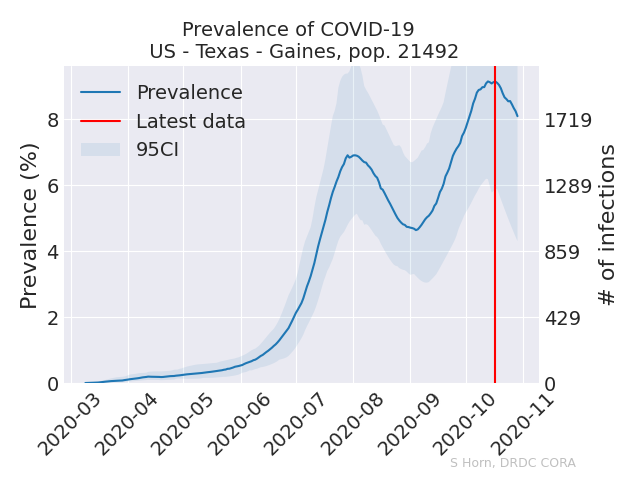 Prevalence of COVID-19
US - Texas - Gaines, pop. 21492
Prevalence
Latest data
95CI
Prevalence (%)
8
6
4
2
0
# of infections
1719
1289
859
429
0
2020-03
2020-04
2020-05
2020-06
2020-07
2020-08
2020-09
2020-10
2020-11
S Horn, DRDC CORA